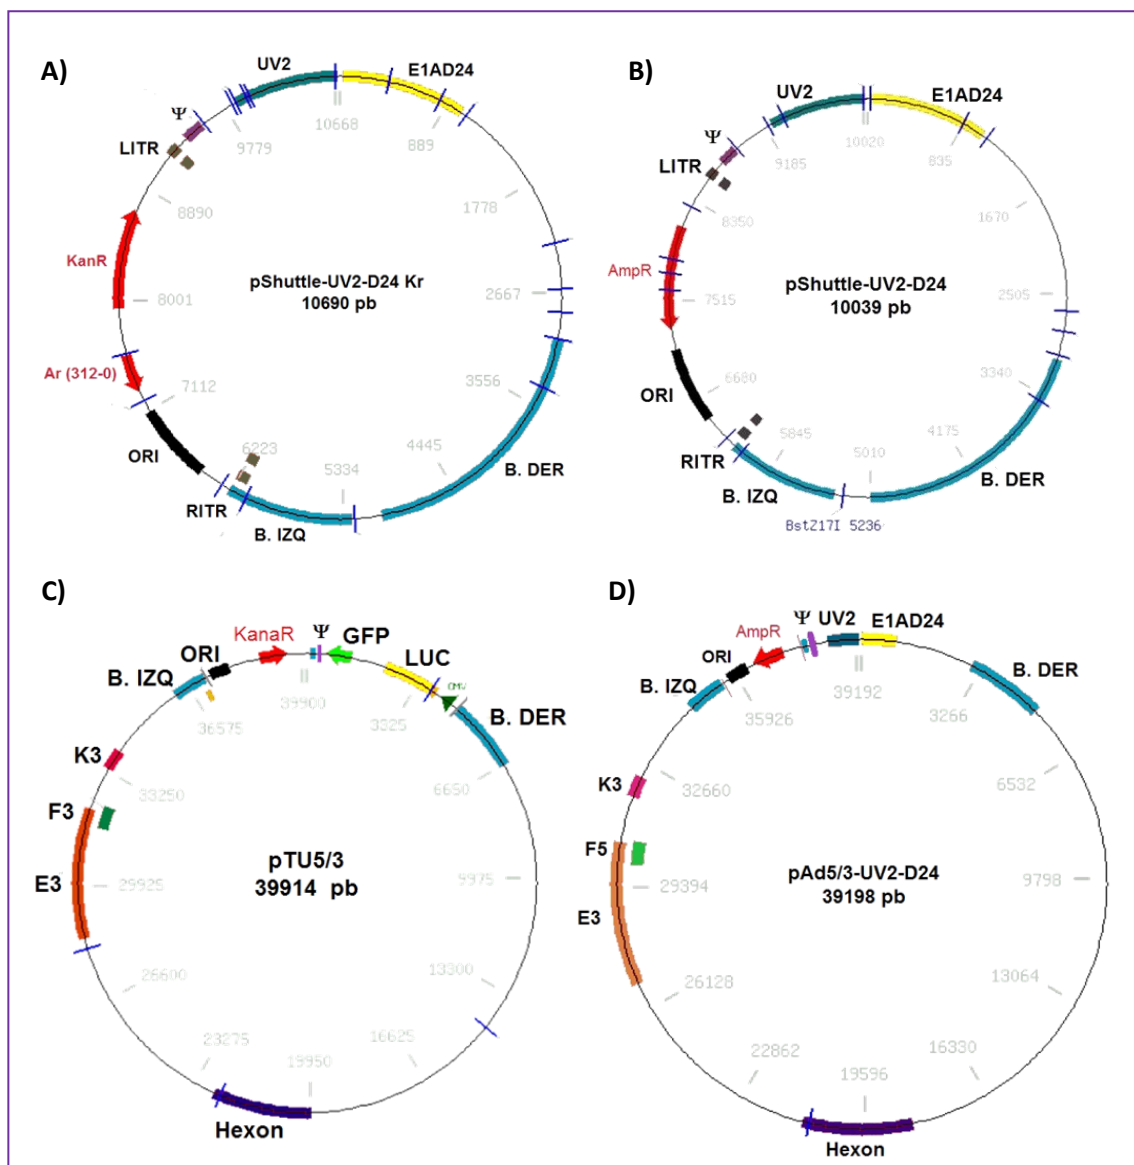 A)
UV2
E1AD24
Ψ
LITR
10668
9779
889
8890
1778
KanR
pShuttle-UV2-D24 Kr
10690 pb
8001
2667
Ar (312-0)
7112
3556
ORI
6223
4445
5334
B. DER
RITR
B. IZQ
B)
UV2
E1AD24
Ψ
LITR
10020
9185
835
8350
1670
AmpR
pShuttle-UV2-D24
10039 pb
7515
2505
ORI
6680
3340
5845
4175
5010
RITR
B. DER
B. IZQ
BstZ17I 5236
C)
KanaR
Ψ
GFP
ORI
LUC
B. IZQ
CMV
B. DER
39900
36575
3325
K3
33250
6650
F3
pTU5/3
39914 pb
E3
29925
9975
26600
13300
23275
16625
19950
Hexon
D)
AmpR
Ψ
UV2
E1AD24
ORI
B. DER
B. IZQ
39192
35926
3266
K3
32660
6532
F5
pAd5/3-UV2-D24
39198 pb
29394
9798
E3
26128
13064
22862
16330
19596
Hexon